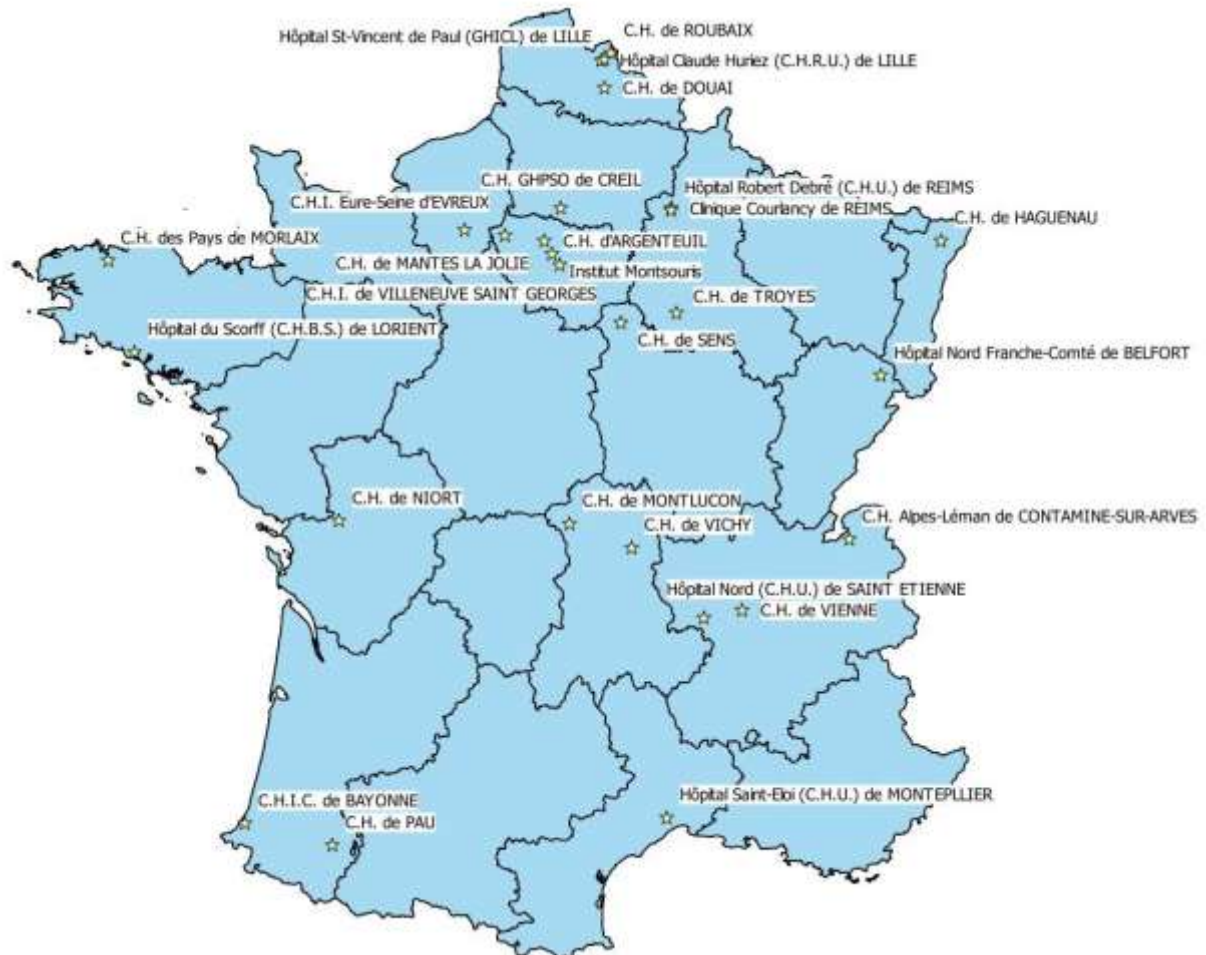 C.H. de ROUBAIX
Hôpital St-Vincent de Paul (GHICL) de LILLE
Hôpital Claude Huriez (C.H.R.U.) de LILLE
C.H. de DOUAI
C.H. GHPSO de CREIL
Hôpital Robert Debré (C.H.U.) de REIMS
C.H.I. Eure-Seine d'EVREUX
Clinique Courlancy de REIMS
C.H. de HAGUENAU
C.H. des Pays de MORLAIX
C.H. d'ARGENTEUIL
C.H. de MANTES LA JOLIE
Institut Montsouris
C.H.I. de VILLENEUVE SAINT GEORGES
C.H. de TROYES
Hôpital du Scorff (C.H.B.S.) de LORIENT
C.H. de SENS
Hôpital Nord Franche-Comté de BELFORT
C.H. de NIORT
C.H. de MONTLUCON
C.H. de VICHY
C.H. Alpes-Léman de CONTAMINE-SUR-ARVES
Hôpital Nord (C.H.U.) de SAINT ETIENNE
C.H. de VIENNE
Hôpital Saint-Eloi (C.H.U.) de MONTEPLLIER
C.H.I.C. de BAYONNE
C.H. de PAU